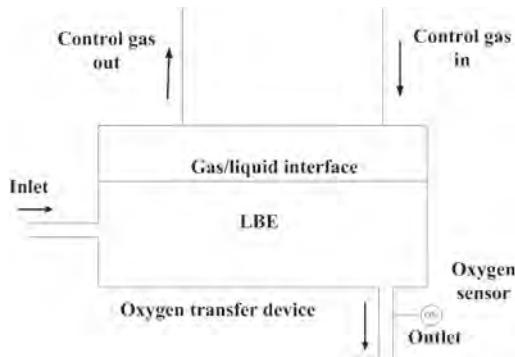 Control gas
out
Control gas
in
Gas/liquid interface
Inlet
LBE
Oxygen
sensor
Oxygen transfer device
Outlet